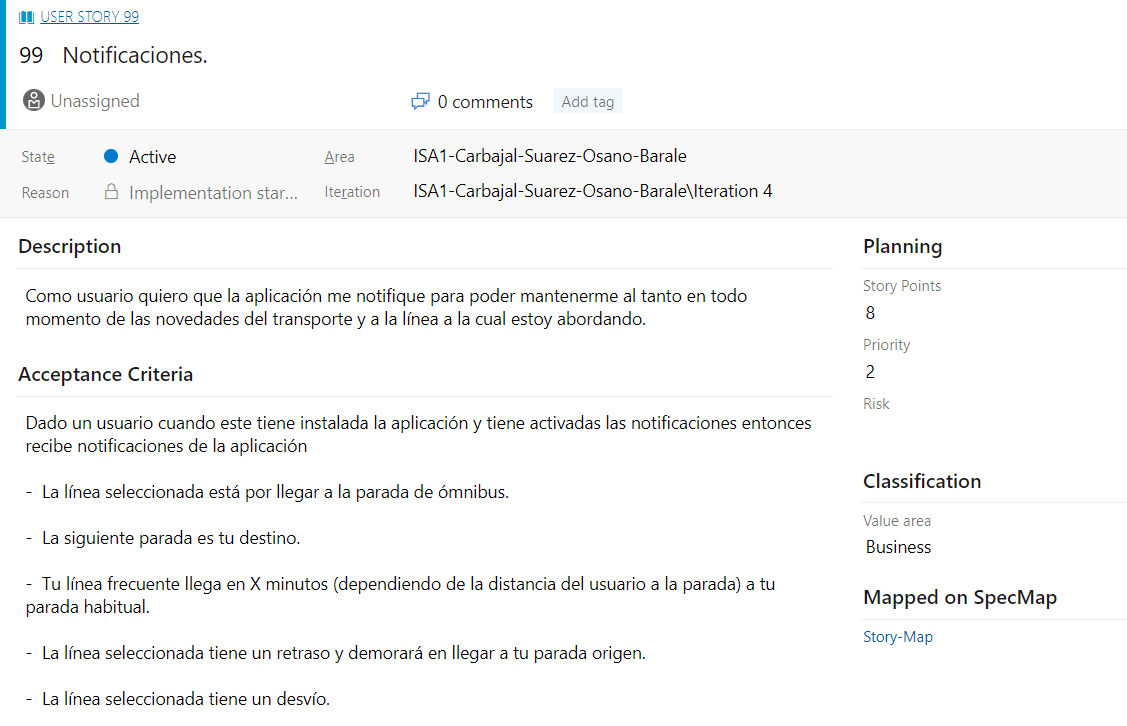 USER STORY 99
99 Notificaciones.
Unassigned
0 comments
Add tag
State
Active
Area
ISA1-Carbajal-Suarez-Osano-Barale
Reason
Implementation star...
Iteration
ISA1-Carbajal-Suarez-Osano-Barale\Iteration 4
Description
Como usuario quiero que la aplicación me notifique para poder mantenerme al tanto en todo
momento de las novedades del transporte y a la línea a la cual estoy abordando.
Acceptance Criteria
Dado un usuario cuando este tiene instalada la aplicación y tiene activadas las notificaciones entonces
recibe notificaciones de la aplicación
- La línea seleccionada está por llegar a la parada de ómnibus.
- La siguiente parada es tu destino.
- Tu línea frecuente llega en X minutos (dependiendo de la distancia del usuario a la parada) a tu
parada habitual.
- La línea seleccionada tiene un retraso y demorará en llegar a tu parada origen.
- La línea seleccionada tiene un desvío.
Planning
Story Points
8
Priority
2
Risk
Classification
Value area
Business
Mapped on SpecMap
Story-Map